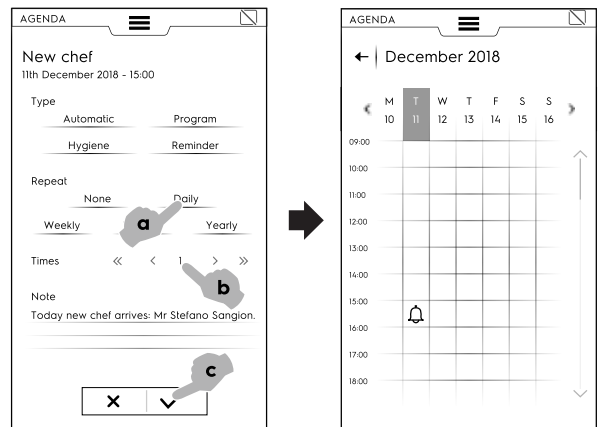 AGENDA
New chef
11th December 2018 - 15:00
Type
Automatic Program
Hygiene Reminder
Repeat
None Daily
Weekly a Yearly
Times « < 1 > »
b
Note
Today new chef arrives: Mr Stefano Sangion.
c
AGENDA
December 2018
M T W T F S S
10 11 12 13 14 15 16
09:00
10:00
11:00
12:00
13:00
14:00
15:00
16:00
17:00
18:00